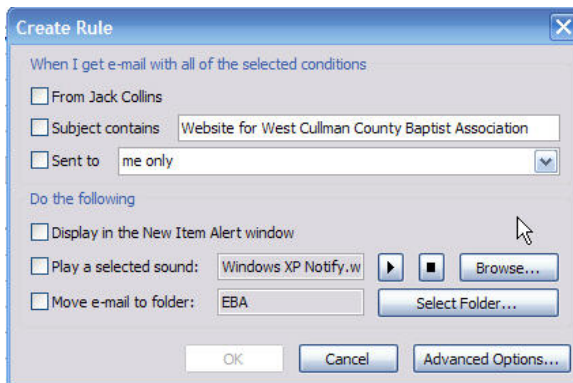 Create Rule
When I get e-mail with all of the selected conditions
From Jack Collins
Subject contains Website for West Cullman County Baptist Association
Sent to me only
Do the following
Display in the New Item Alert window
Play a selected sound: Windows XP Notify.w Browse...
Move e-mail to folder: EBA Select Folder...
OK Cancel Advanced Options...